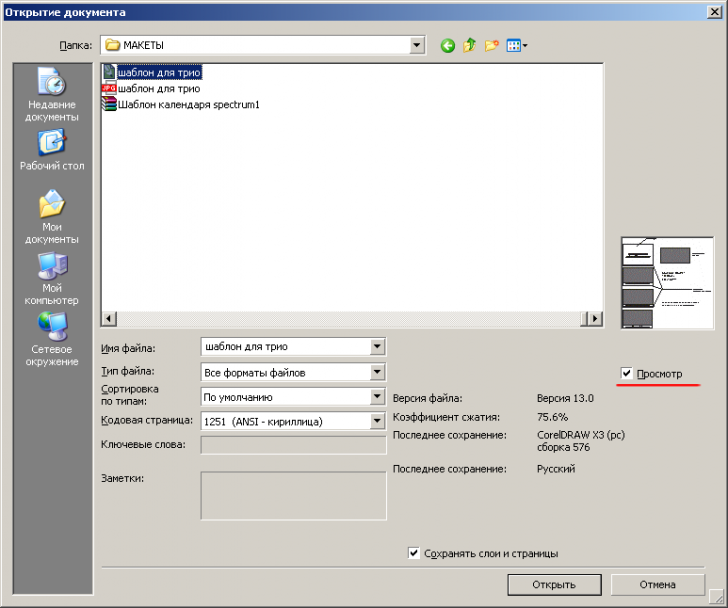 Открытие документа
Папка:
МАКЕТЫ
Недавние
документы
Рабочий стол
Мои
документы
Мой
компьютер
Сетевое
окружение
шаблон для трио
JPG
шаблон для трио
Шаблон календаря spectrum1
Имя файла:
шаблон для трио
Тип файла:
Все форматы файлов
Сортировка
по типам:
По умолчанию
Кодовая страница:
1251 (ANSI - кириллица)
Ключевые слова:
Заметки:
Просмотр
Версия файла:
Версия 13.0
Коэффициент сжатия:
75.6%
Последнее сохранение:
CorelDRAW X3 (pc)
сборка 576
Последнее сохранение:
Русский
Сохранять слои и страницы
Открыть
Отмена